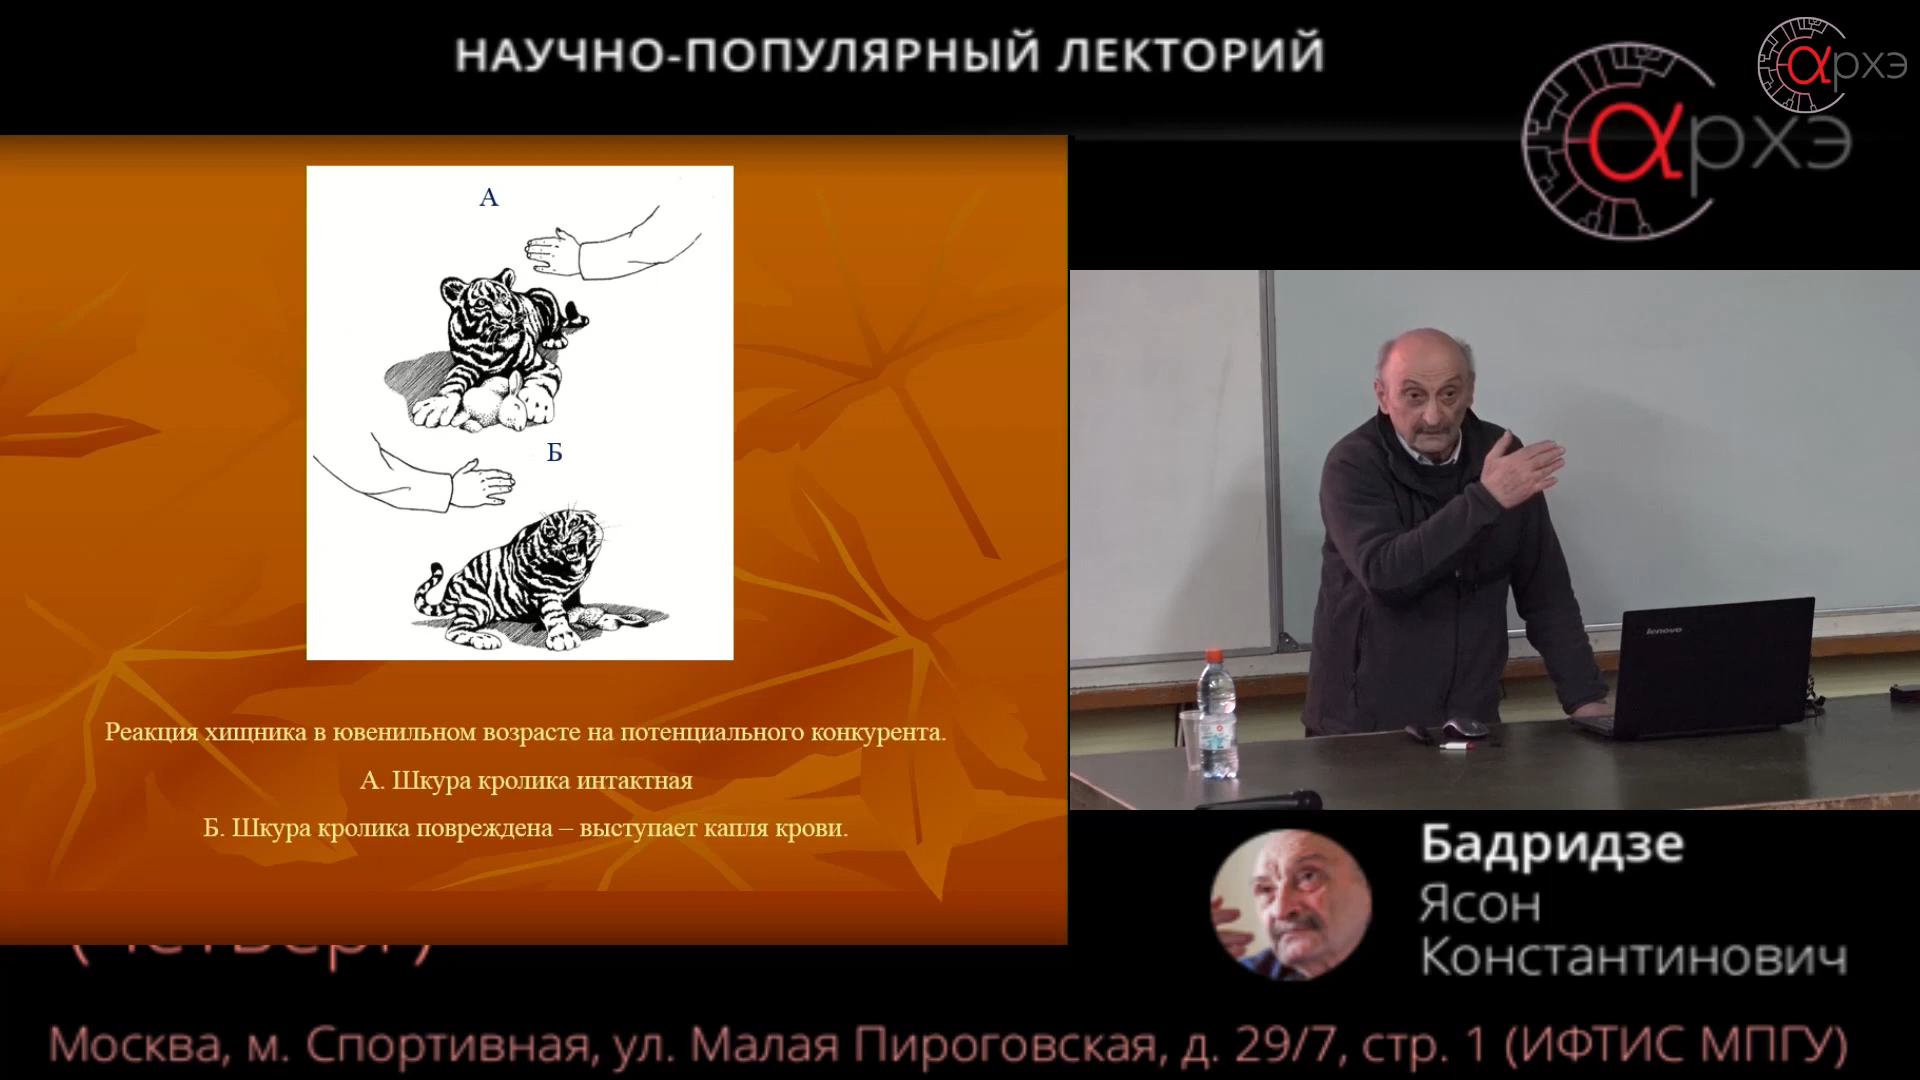 НАУЧНО-ПОПУЛЯРНЫЙ ЛЕКТОРИЙ
αрхэ
αрхэ
А
Б
Реакция хищника в ювенильном возрасте на потенциального конкурента.
А. Шкура кролика интактная
Б. Шкура кролика повреждена – выступает капля крови.
lenovo
Бадридзе
Ясон
Константинович
(Четверг)
Москва, м. Спортивная, ул. Малая Пироговская, д. 29/7, стр. 1 (ИФТИС МПГУ)